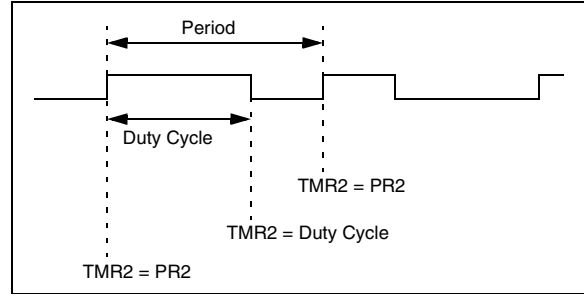 Period
Duty Cycle
TMR2 = PR2
TMR2 = Duty Cycle
TMR2 = PR2